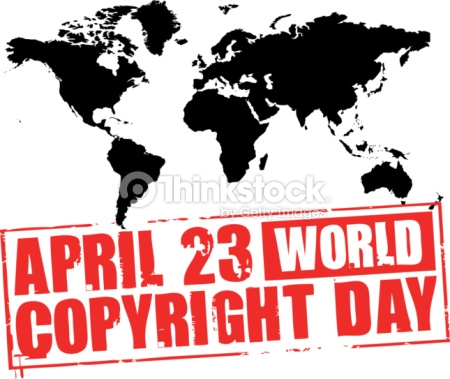 Thinkstock
by Getty Images
APRIL 23 WORLD
COPYRIGHT DAY